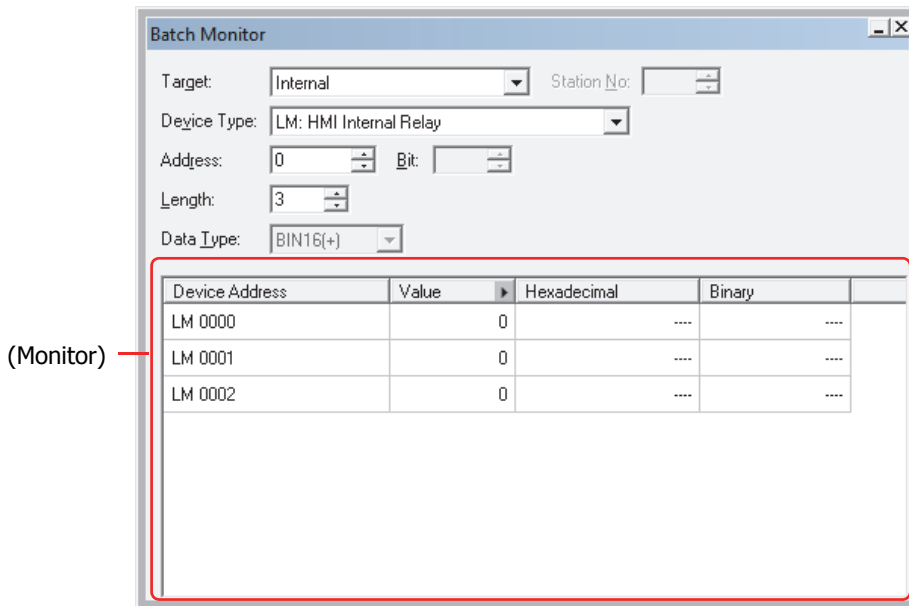 Batch Monitor
Target: Internal Station No:
Device Type: LM: HMI Internal Relay
Address: 0 Bit:
Length: 3
Data Type: BIN16(+)
Device Address Value Hexadecimal Binary
LM 0000 0 ---- ----
(Monitor) LM 0001 0 ---- ----
LM 0002 0 ---- ----